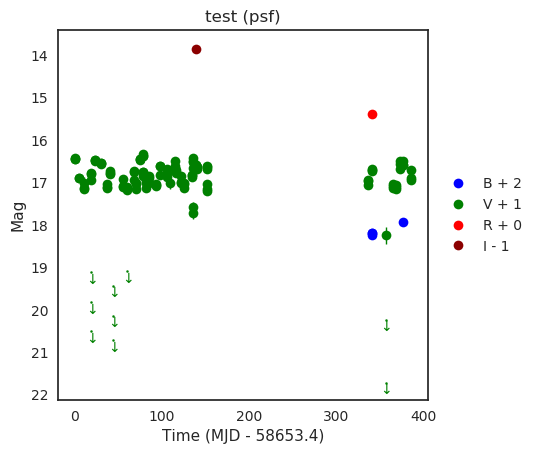 test (psf)
Mag
14
15
16
17
18
19
20
21
22
0
100
200
300
400
Time (MJD - 58653.4)
B + 2
V + 1
R + 0
I - 1